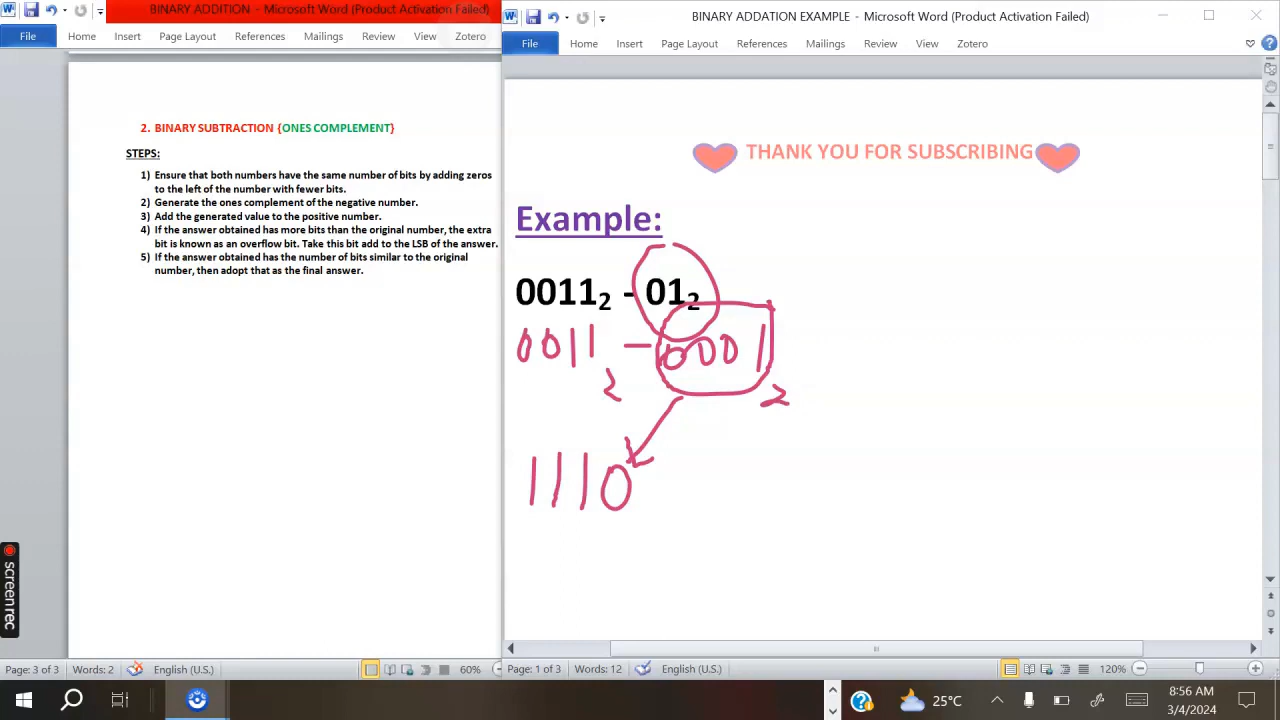 BINARY ADDITION - Microsoft Word (Product Activation Failed)
File Home Insert Page Layout References Mailings Review View Zotero
2. BINARY SUBTRACTION {ONES COMPLEMENT}
STEPS:
1) Ensure that both numbers have the same number of bits by adding zeros
to the left of the number with fewer bits.
2) Generate the ones complement of the negative number.
3) Add the generated value to the positive number.
4) If the answer obtained has more bits than the original number, the extra
bit is known as an overflow bit. Take this bit add to the LSB of the answer.
5) If the answer obtained has the number of bits similar to the original
number, then adopt that as the final answer.
screen rec
Page: 3 of 3 Words: 2 English (U.S.) 60%
BINARY ADDATION EXAMPLE - Microsoft Word (Product Activation Failed)
File Home Insert Page Layout References Mailings Review View Zotero
THANK YOU FOR SUBSCRIBING
Example:
0011₂ - 01₂
0011₂ - 0001₂
1110
Page: 1 of 3 Words: 12 English (U.S.) 120%
25°C
8:56 AM
3/4/2024